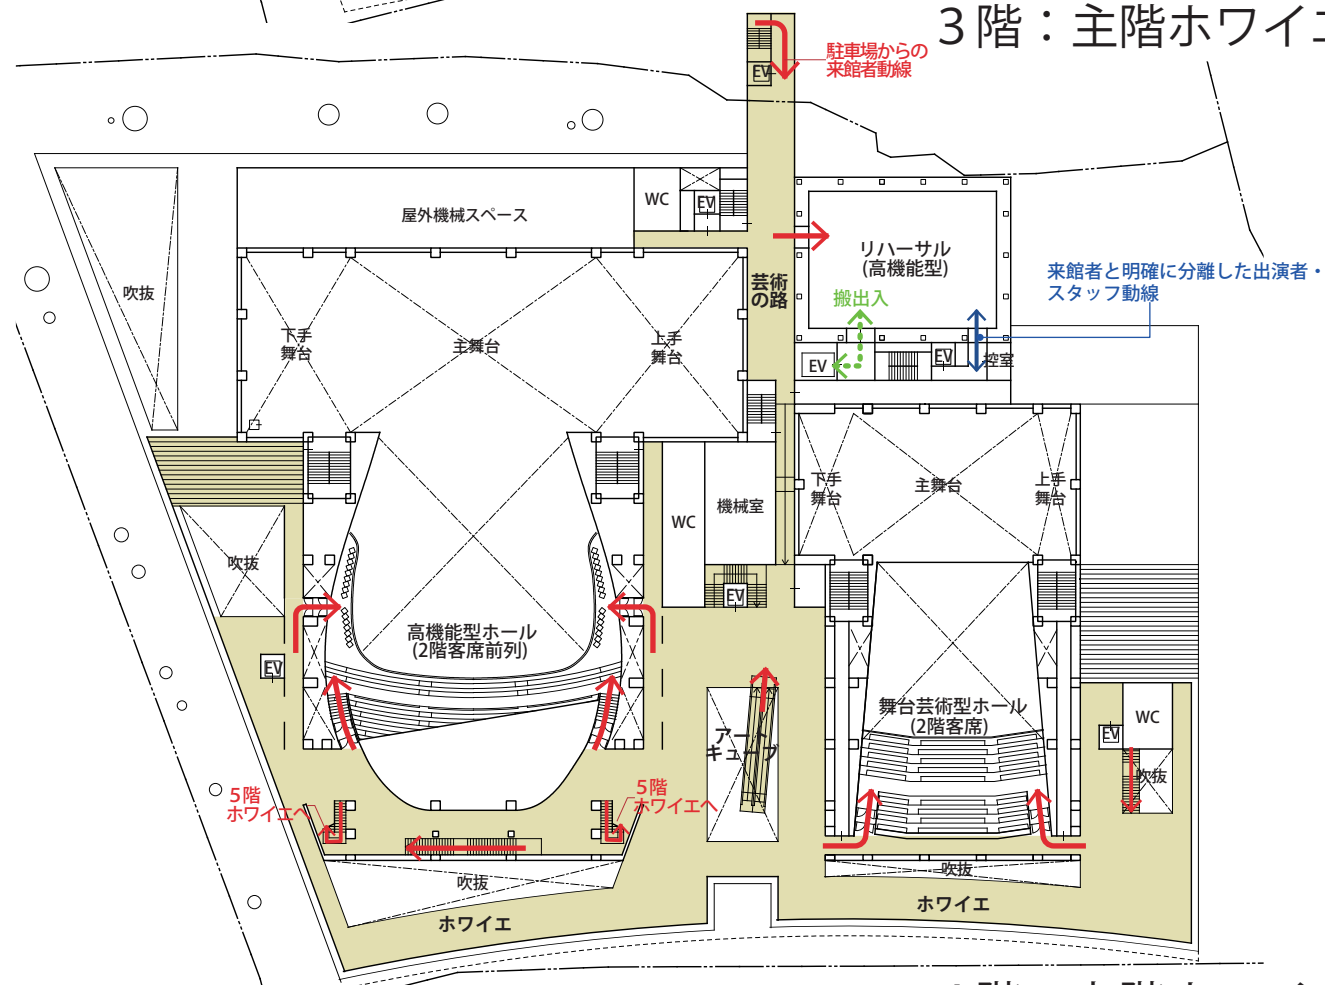 ３階：主階ホワイエ
駐車場からの
来館者動線
EV
WC
EV
屋外機械スペース
リハーサル
(高機能型)
来館者と明確に分離した出演者・
スタッフ動線
芸術
の路
搬出入
吹抜
下手
舞台
主舞台
上手
舞台
EV
EV
控室
下手
舞台
主舞台
上手
舞台
機械室
WC
吹抜
EV
高機能型ホール
(2階客席前列)
EV
舞台芸術型ホール
(2階客席)
WC
EV
アート
キューブ
吹抜
5階
ホワイエへ
5階
ホワイエへ
吹抜
吹抜
ホワイエ
ホワイエ